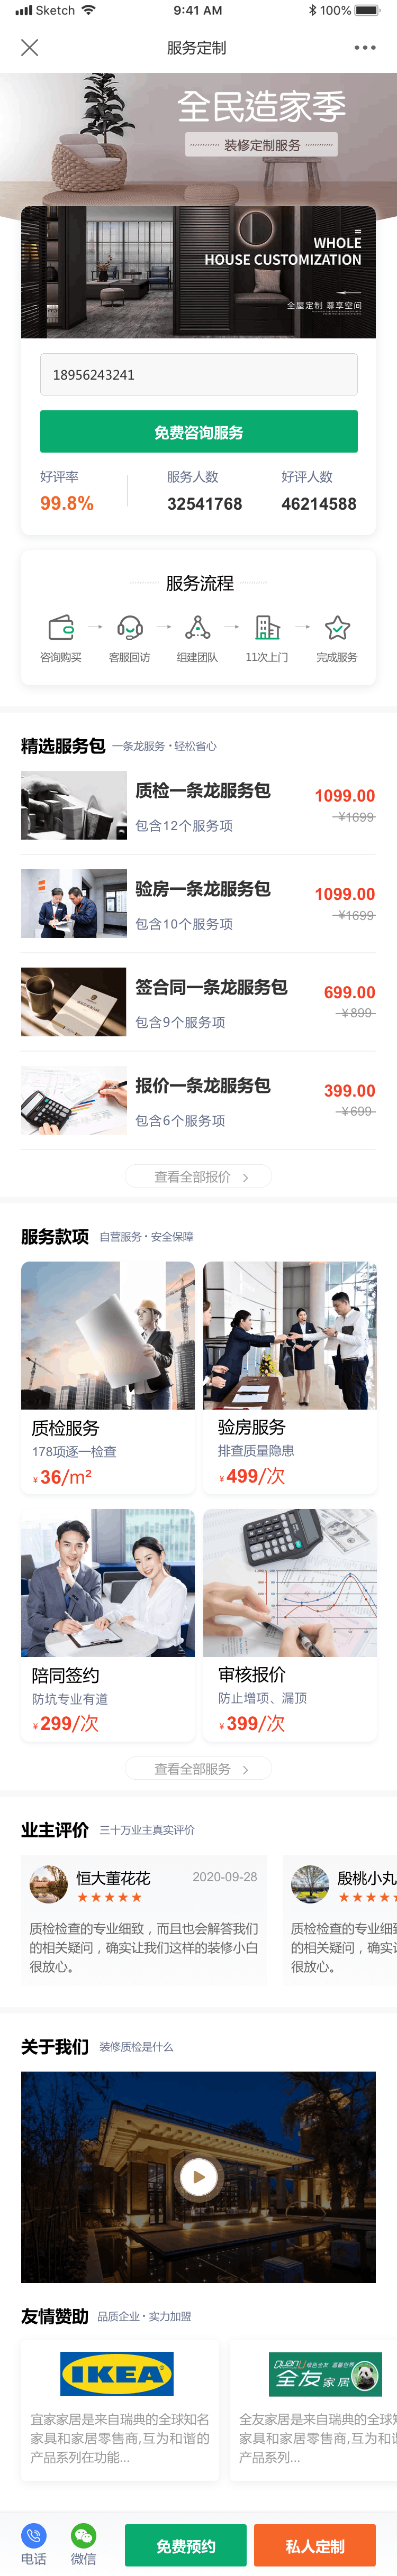 Sketch
9:41 AM
100%
服务定制
全民造家季
装修定制服务
WHOLE
HOUSE CUSTOMIZATION
全屋定制 尊享空间
18956243241
免费咨询服务
好评率 服务人数 好评人数
99.8% 32541768 46214588
服务流程
咨询购买 客服回访 组建团队 11次上门 完成服务
精选服务包 一条龙服务·轻松省心
质检一条龙服务包
1099.00
¥1699
包含12个服务项
验房一条龙服务包
1099.00
¥1699
包含10个服务项
签合同一条龙服务包
699.00
¥899
包含9个服务项
报价一条龙服务包
399.00
¥699
包含6个服务项
查看全部报价 >
服务款项 自营服务·安全保障
质检服务
178项逐一检查
¥36/m²
验房服务
排查质量隐患
¥499/次
陪同签约
防坑专业有道
¥299/次
审核报价
防止增项、漏顶
¥399/次
查看全部服务 >
业主评价 三十万业主真实评价
恒大董花花 2020-09-28
★★★★★
质检检查的专业细致，而且也会解答我们
的相关疑问，确实让我们这样的装修小白
很放心。
殷桃小丸
★★★★★
质检检查的专业细
的相关疑问，确实
很放心。
关于我们 装修质检是什么
友情赞助 品质企业·实力加盟
IKEA
宜家家居是来自瑞典的全球知名
家具和家居零售商,互为和谐的
产品系列在功能...
QUANU 绿色全友 温馨世界
全友家居
全友家居是来自瑞典的全球
家具和家居零售商,互为和
产品系列...
电话 微信 免费预约 私人定制